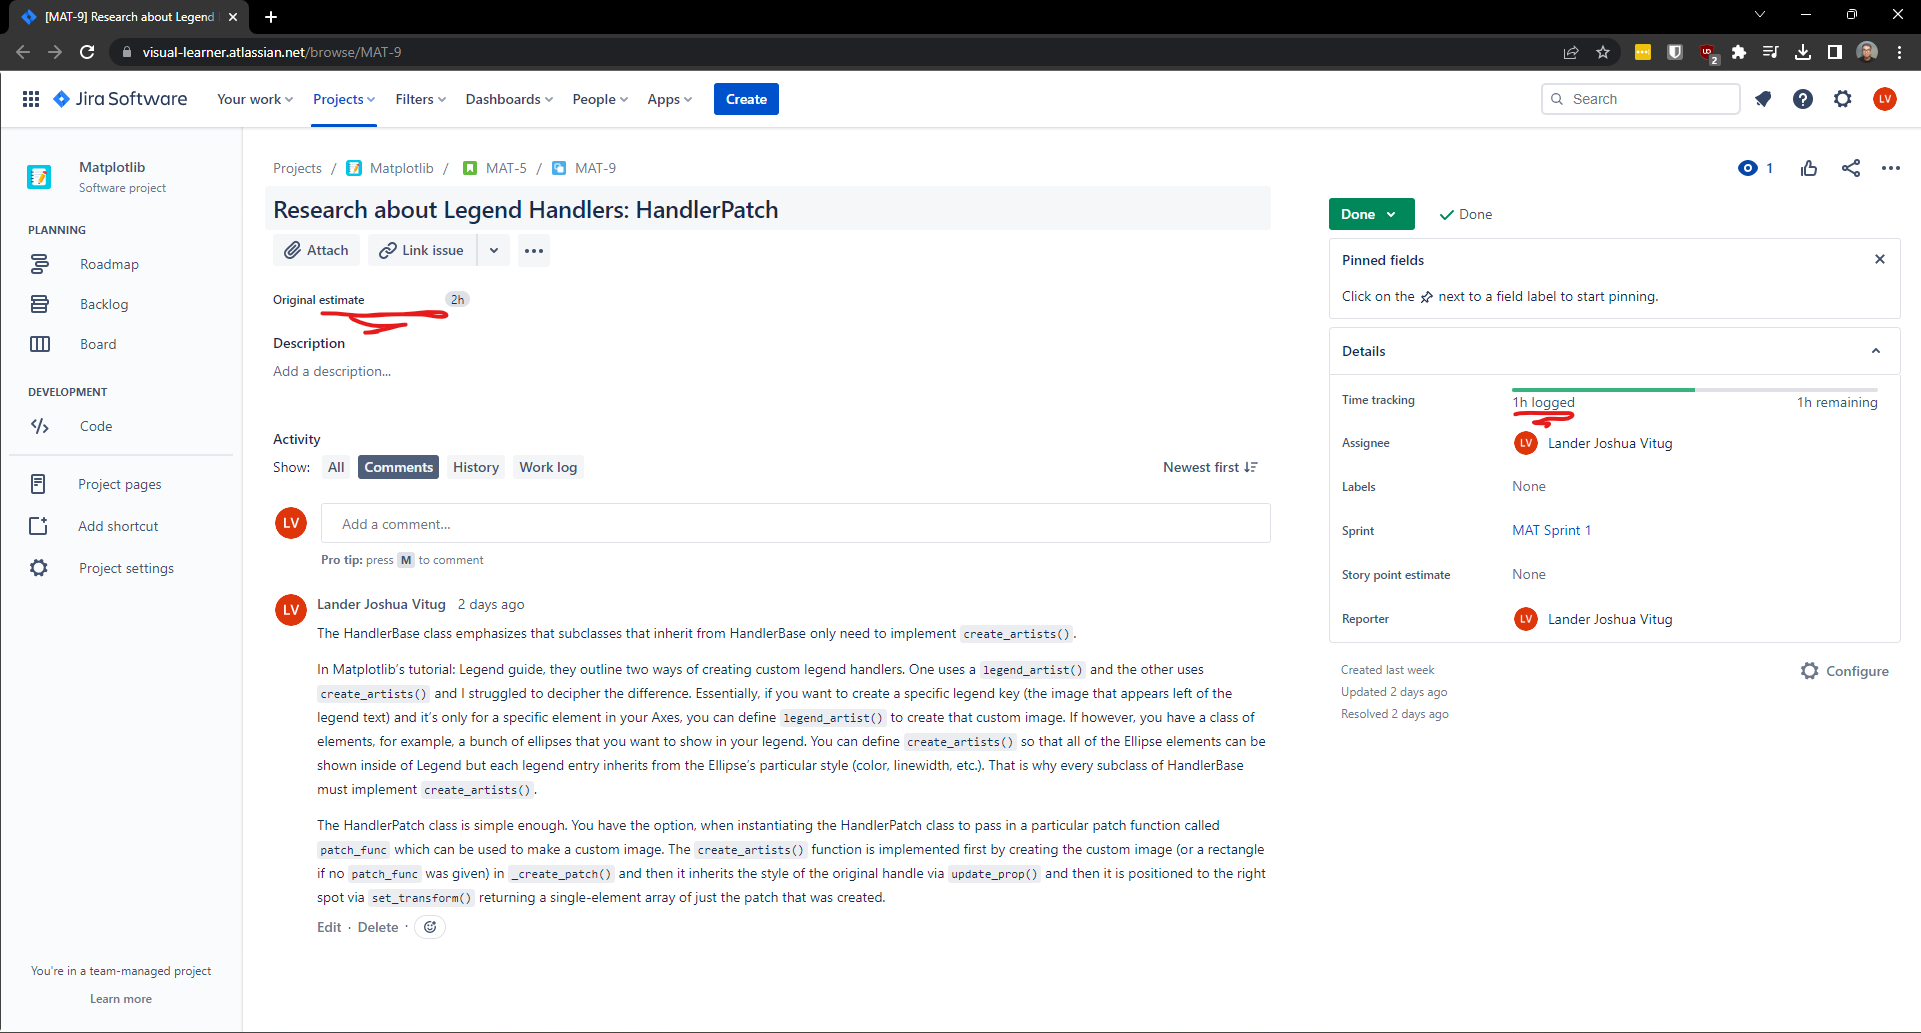 [MAT-9] Research about Legend
visual-learner.atlassian.net/browse/MAT-9
2
Jira Software Your work Projects Filters Dashboards People Apps Create Search LV
Matplotlib
Software project
PLANNING
Roadmap
Backlog
Board
DEVELOPMENT
Code
Project pages
Add shortcut
Project settings
You're in a team-managed project
Learn more
Projects / Matplotlib / MAT-5 / MAT-9
Research about Legend Handlers: HandlerPatch
Attach Link issue
Original estimate 2h
Description
Add a description...
Activity
Show: All Comments History Work log Newest first
LV Add a comment...
Pro tip: press M to comment
LV Lander Joshua Vitug 2 days ago
The HandlerBase class emphasizes that subclasses that inherit from HandlerBase only need to implement create_artists().
In Matplotlib's tutorial: Legend guide, they outline two ways of creating custom legend handlers. One uses a legend_artist() and the other uses
create_artists() and I struggled to decipher the difference. Essentially, if you want to create a specific legend key (the image that appears left of the
legend text) and it's only for a specific element in your Axes, you can define legend_artist() to create that custom image. If however, you have a class of
elements, for example, a bunch of ellipses that you want to show in your legend. You can define create_artists() so that all of the Ellipse elements can be
shown inside of Legend but each legend entry inherits from the Ellipse's particular style (color, linewidth, etc.). That is why every subclass of HandlerBase
must implement create_artists().
The HandlerPatch class is simple enough. You have the option, when instantiating the HandlerPatch class to pass in a particular patch function called
patch_func which can be used to make a custom image. The create_artists() function is implemented first by creating the custom image (or a rectangle
if no patch_func was given) in _create_patch() and then it inherits the style of the original handle via update_prop() and then it is positioned to the right
spot via set_transform() returning a single-element array of just the patch that was created.
Edit · Delete ·
1
Done Done
Pinned fields
Click on the next to a field label to start pinning.
Details
Time tracking 1h logged 1h remaining
Assignee LV Lander Joshua Vitug
Labels None
Sprint MAT Sprint 1
Story point estimate None
Reporter LV Lander Joshua Vitug
Created last week Configure
Updated 2 days ago
Resolved 2 days ago